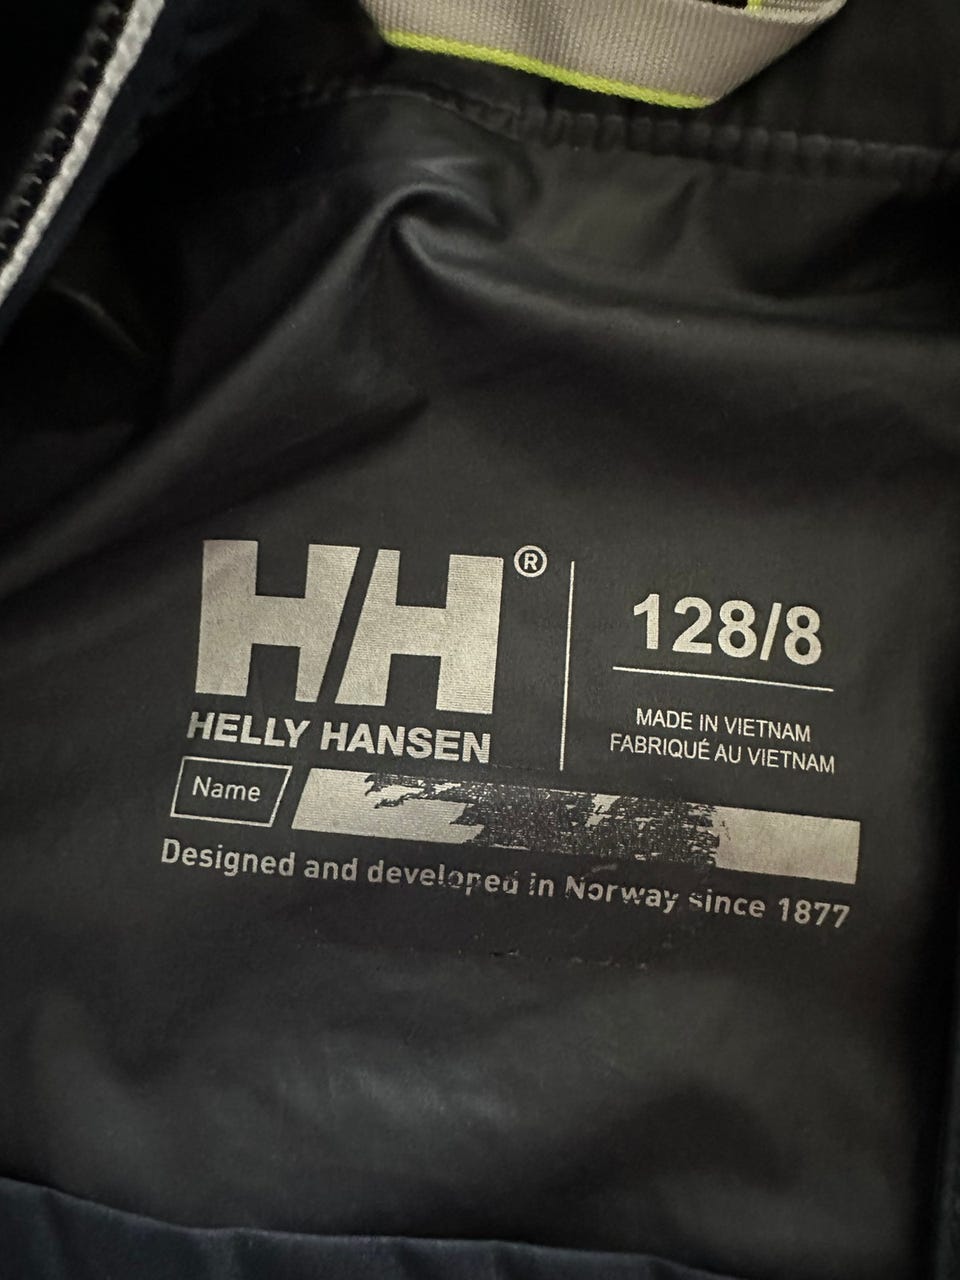 HH®
HELLY HANSEN
128/8
MADE IN VIETNAM
FABRIQUÉ AU VIETNAM
Name
Designed and developed in Norway since 1877